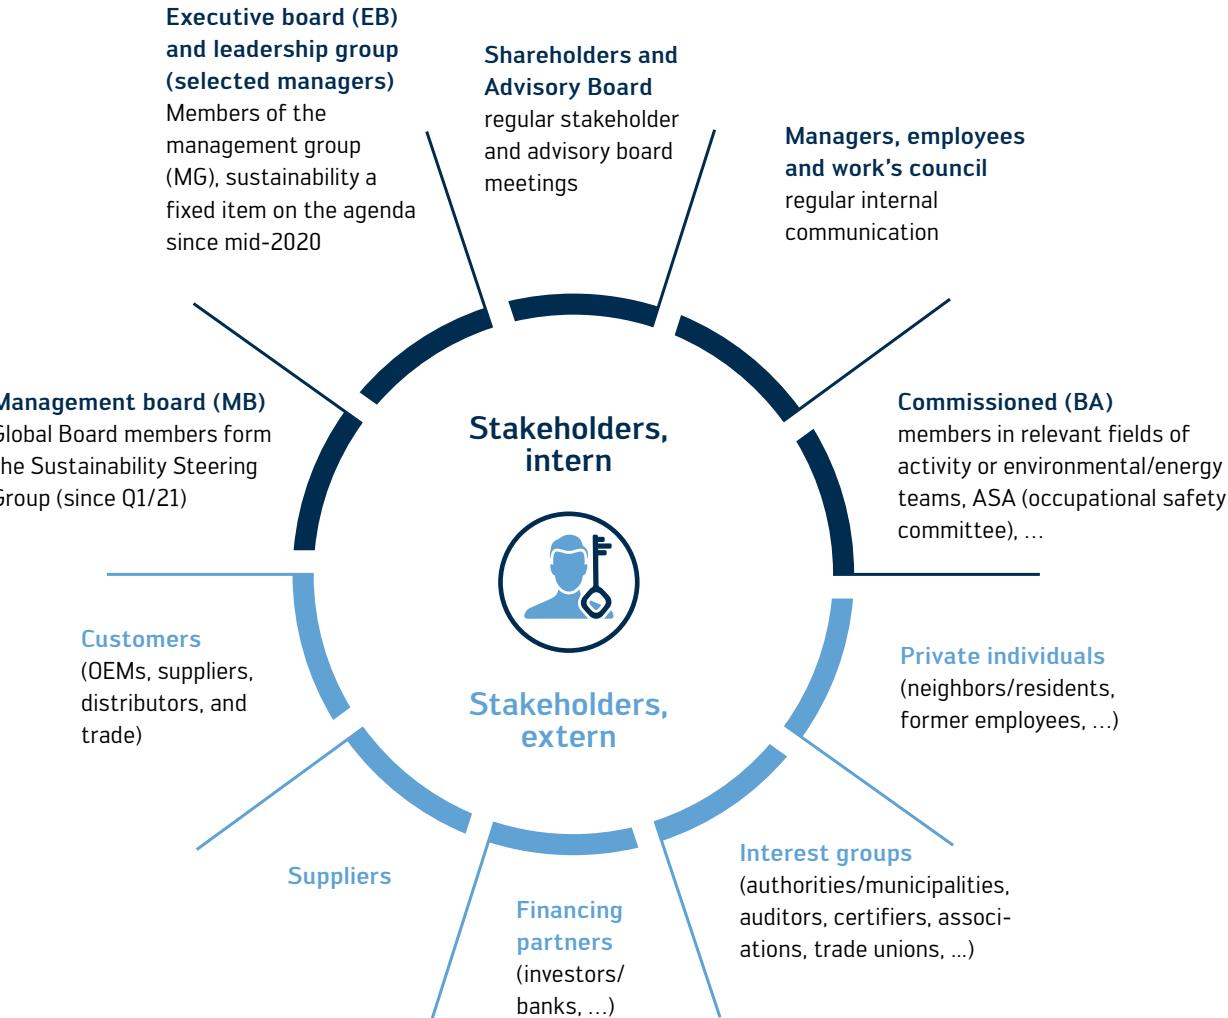 Executive board (EB)
and leadership group
(selected managers)
Members of the
management group
(MG), sustainability a
fixed item on the agenda
since mid-2020
Shareholders and
Advisory Board
regular stakeholder
and advisory board
meetings
Managers, employees
and work's council
regular internal
communication
Management board (MB)
Global Board members form
the Sustainability Steering
Group (since Q1/21)
Stakeholders,
intern
Commissioned (BA)
members in relevant fields of
activity or environmental/energy
teams, ASA (occupational safety
committee), …
Customers
(OEMs, suppliers,
distributors, and
trade)
Stakeholders,
extern
Private individuals
(neighbors/residents,
former employees, …)
Suppliers
Financing
partners
(investors/
banks, …)
Interest groups
(authorities/municipalities,
auditors, certifiers, associ-
ations, trade unions, ...)